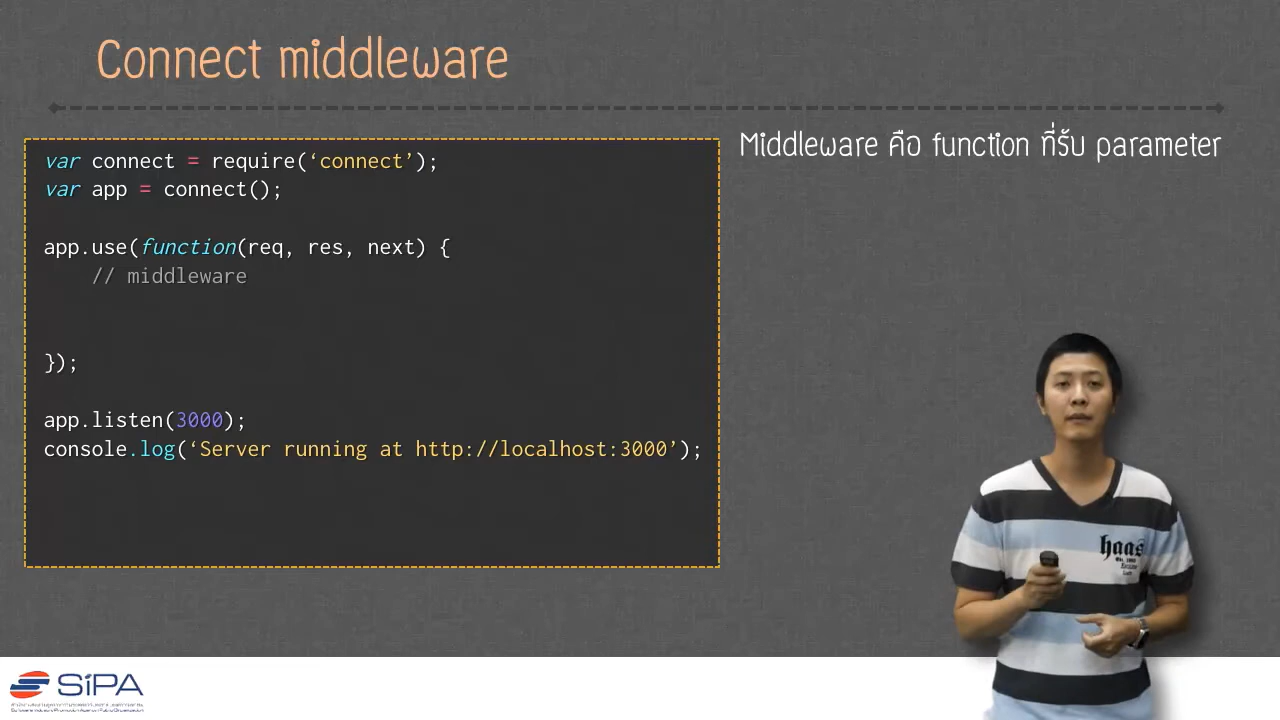 Connect middleware
var connect = require(‘connect’);
var app = connect();
app.use(function(req, res, next) {
// middleware
});
app.listen(3000);
console.log(‘Server running at http://localhost:3000’);
Middleware คือ function ที่รับ parameter
haas
SiPA